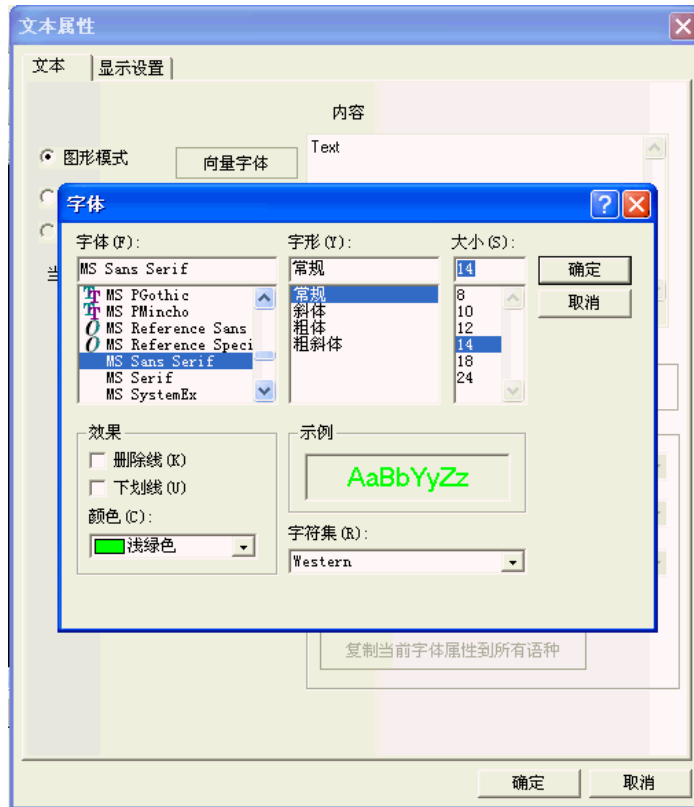 文本属性
文本
显示设置
内容
图形模式
向量字体
Text
字体
字体(F):
字形(Y):
大小(S):
MS Sans Serif
常规
14
确定
取消
MS PGothic
MS PMincho
MS Reference Sans
MS Reference Speci
MS Sans Serif
MS Serif
MS SystemEx
常规
斜体
粗体
粗斜体
8
10
12
14
18
24
效果
删除线(K)
下划线(U)
颜色(C):
浅绿色
示例
AaBbYyZz
字符集(R):
Western
复制当前字体属性到所有语种
确定
取消